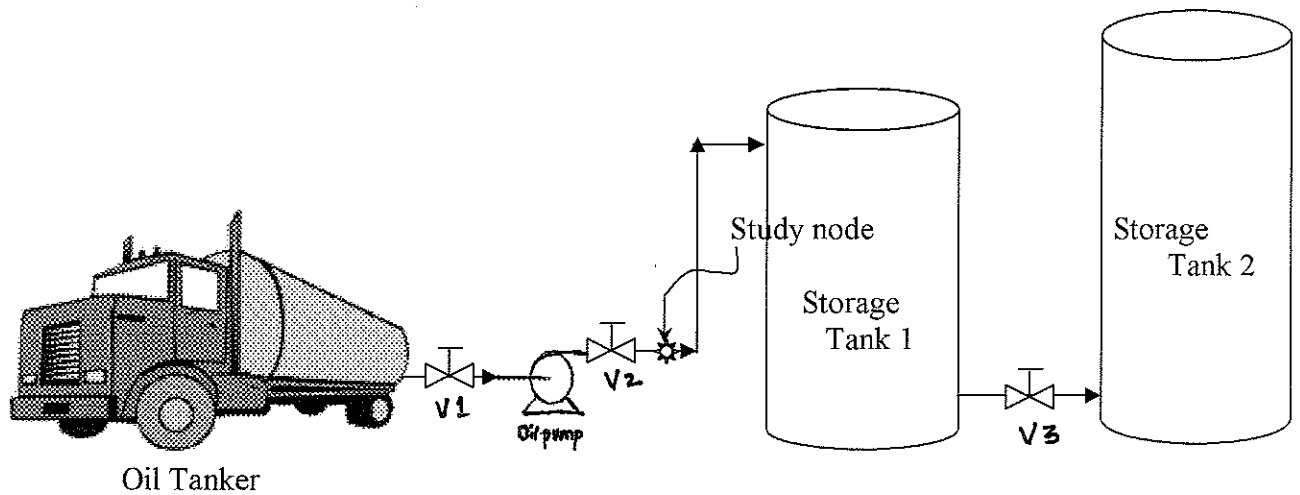 Study node
Storage
Tank 1
Storage
Tank 2
V1
Oil pump
V2
V3
Oil Tanker